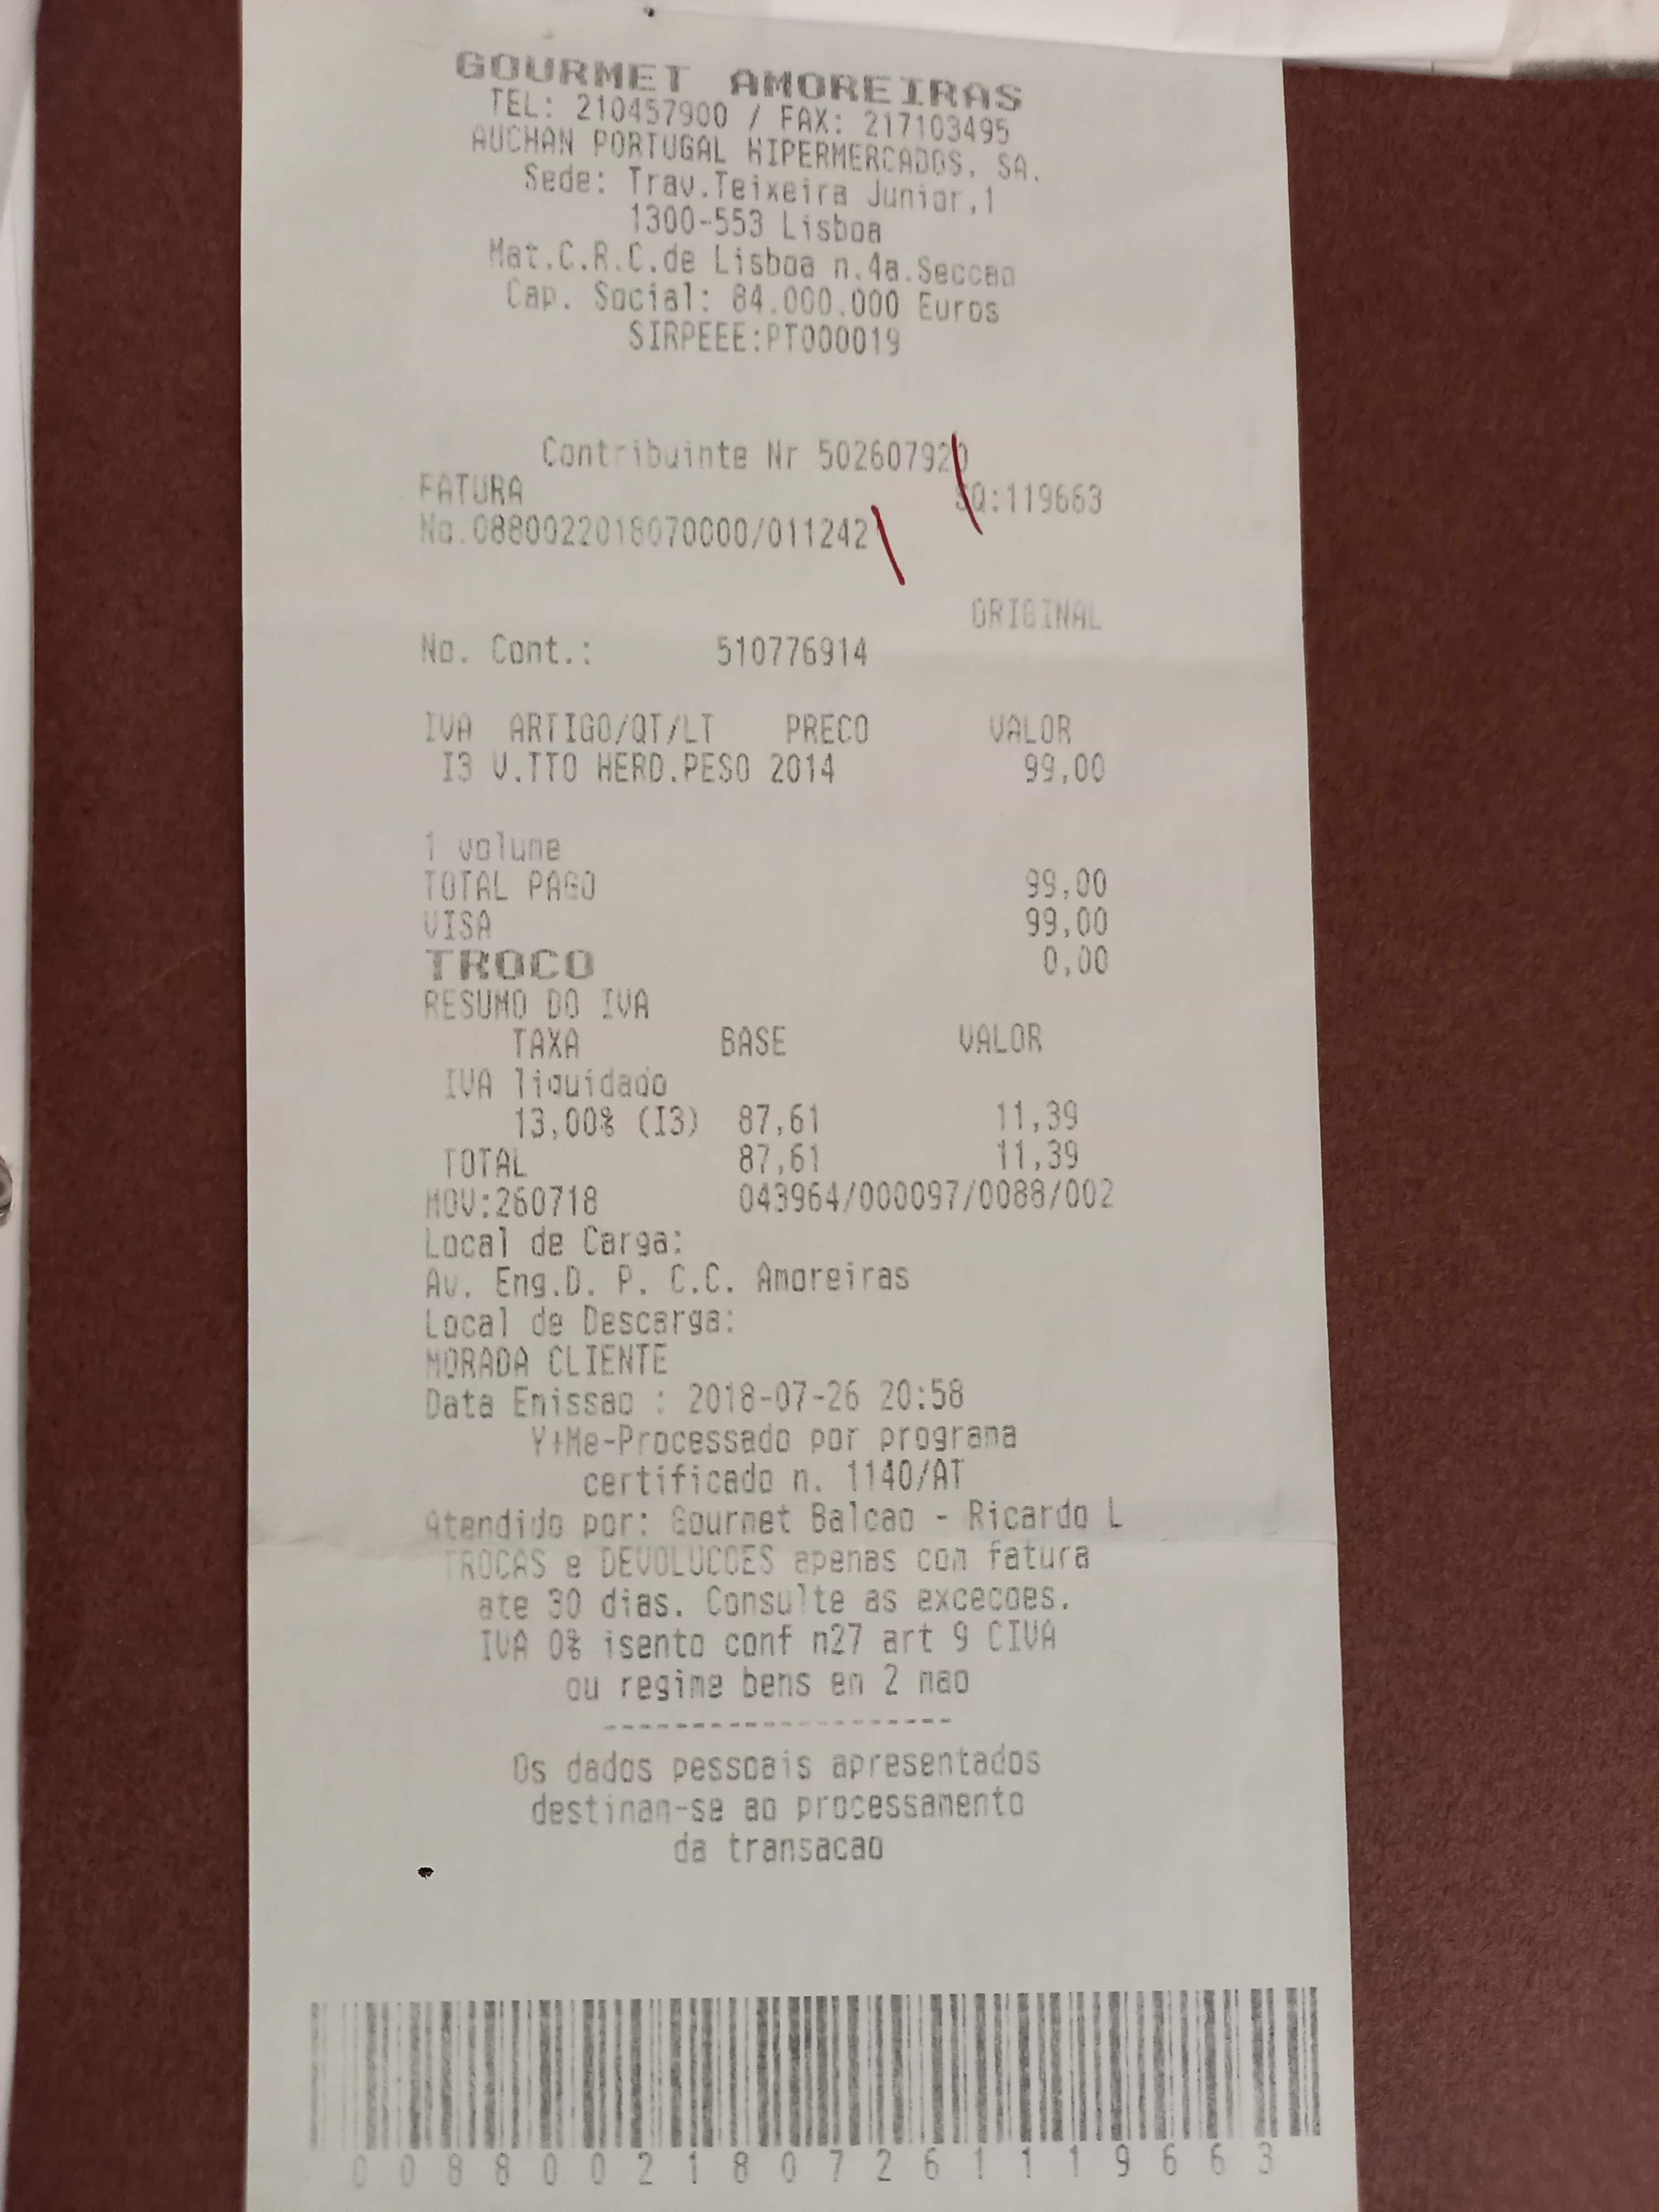 GOURMET AMOREIRAS
TEL: 210457900 / FAX: 217103495
AUCHAN PORTUGAL HIPERMERCADOS, SA.
Sede: Trav.Teixeira Junior,1
1300-553 Lisboa
Mat.C.R.C.de Lisboa n.4a.Seccao
Cap. Social: 84.000.000 Euros
SIRPEEE:PT000019
Contribuinte Nr 502607920
FATURA SQ:119663
No.0880022018070000/011242
ORIGINAL
No. Cont.: 510776914
IVA ARTIGO/QT/LT PRECO VALOR
I3 V.TTO HERD.PESO 2014 99,00
1 volume
TOTAL PAGO 99,00
VISA 99,00
TROCO 0,00
RESUMO DO IVA
TAXA BASE VALOR
IVA liquidado
13,00% (I3) 87,61 11,39
TOTAL 87,61 11,39
MOV:260718 043964/000097/0088/002
Local de Carga:
Av. Eng.D. P. C.C. Amoreiras
Local de Descarga:
MORADA CLIENTE
Data Emissao : 2018-07-26 20:58
Y+Me-Processado por programa
certificado n. 1140/AT
Atendido por: Gourmet Balcao - Ricardo L
TROCAS e DEVOLUCOES apenas com fatura
ate 30 dias. Consulte as excecoes.
IVA 0% isento conf n27 art 9 CIVA
ou regime bens em 2 mao
--------------------
Os dados pessoais apresentados
destinam-se ao processamento
da transacao
0088002180726119663